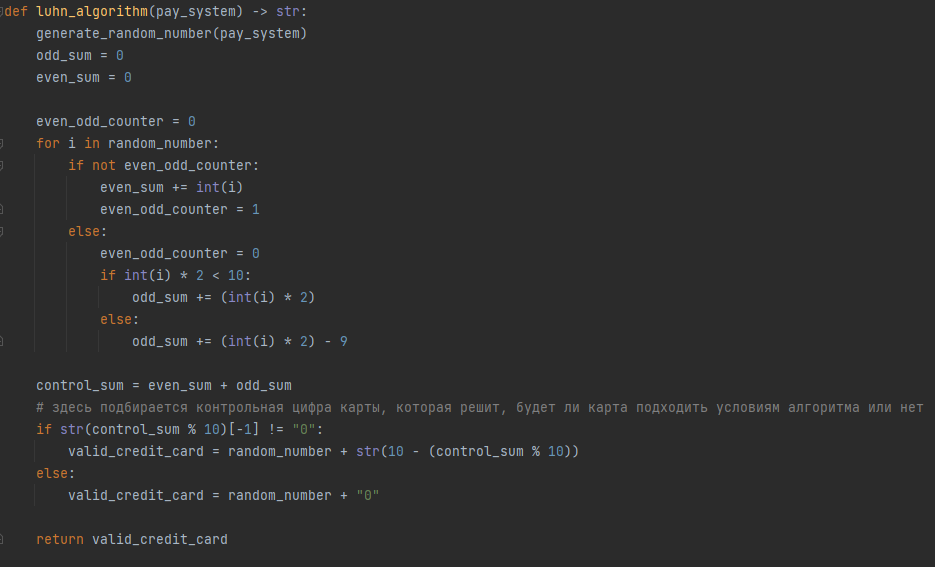 def luhn_algorithm(pay_system) -> str:
    generate_random_number(pay_system)
    odd_sum = 0
    even_sum = 0

    even_odd_counter = 0
    for i in random_number:
        if not even_odd_counter:
            even_sum += int(i)
            even_odd_counter = 1
        else:
            even_odd_counter = 0
            if int(i) * 2 < 10:
                odd_sum += (int(i) * 2)
            else:
                odd_sum += (int(i) * 2) - 9

    control_sum = even_sum + odd_sum
    # здесь подбирается контрольная цифра карты, которая решит, будет ли карта подходить условиям алгоритма или нет
    if str(control_sum % 10)[-1] != "0":
        valid_credit_card = random_number + str(10 - (control_sum % 10))
    else:
        valid_credit_card = random_number + "0"

    return valid_credit_card